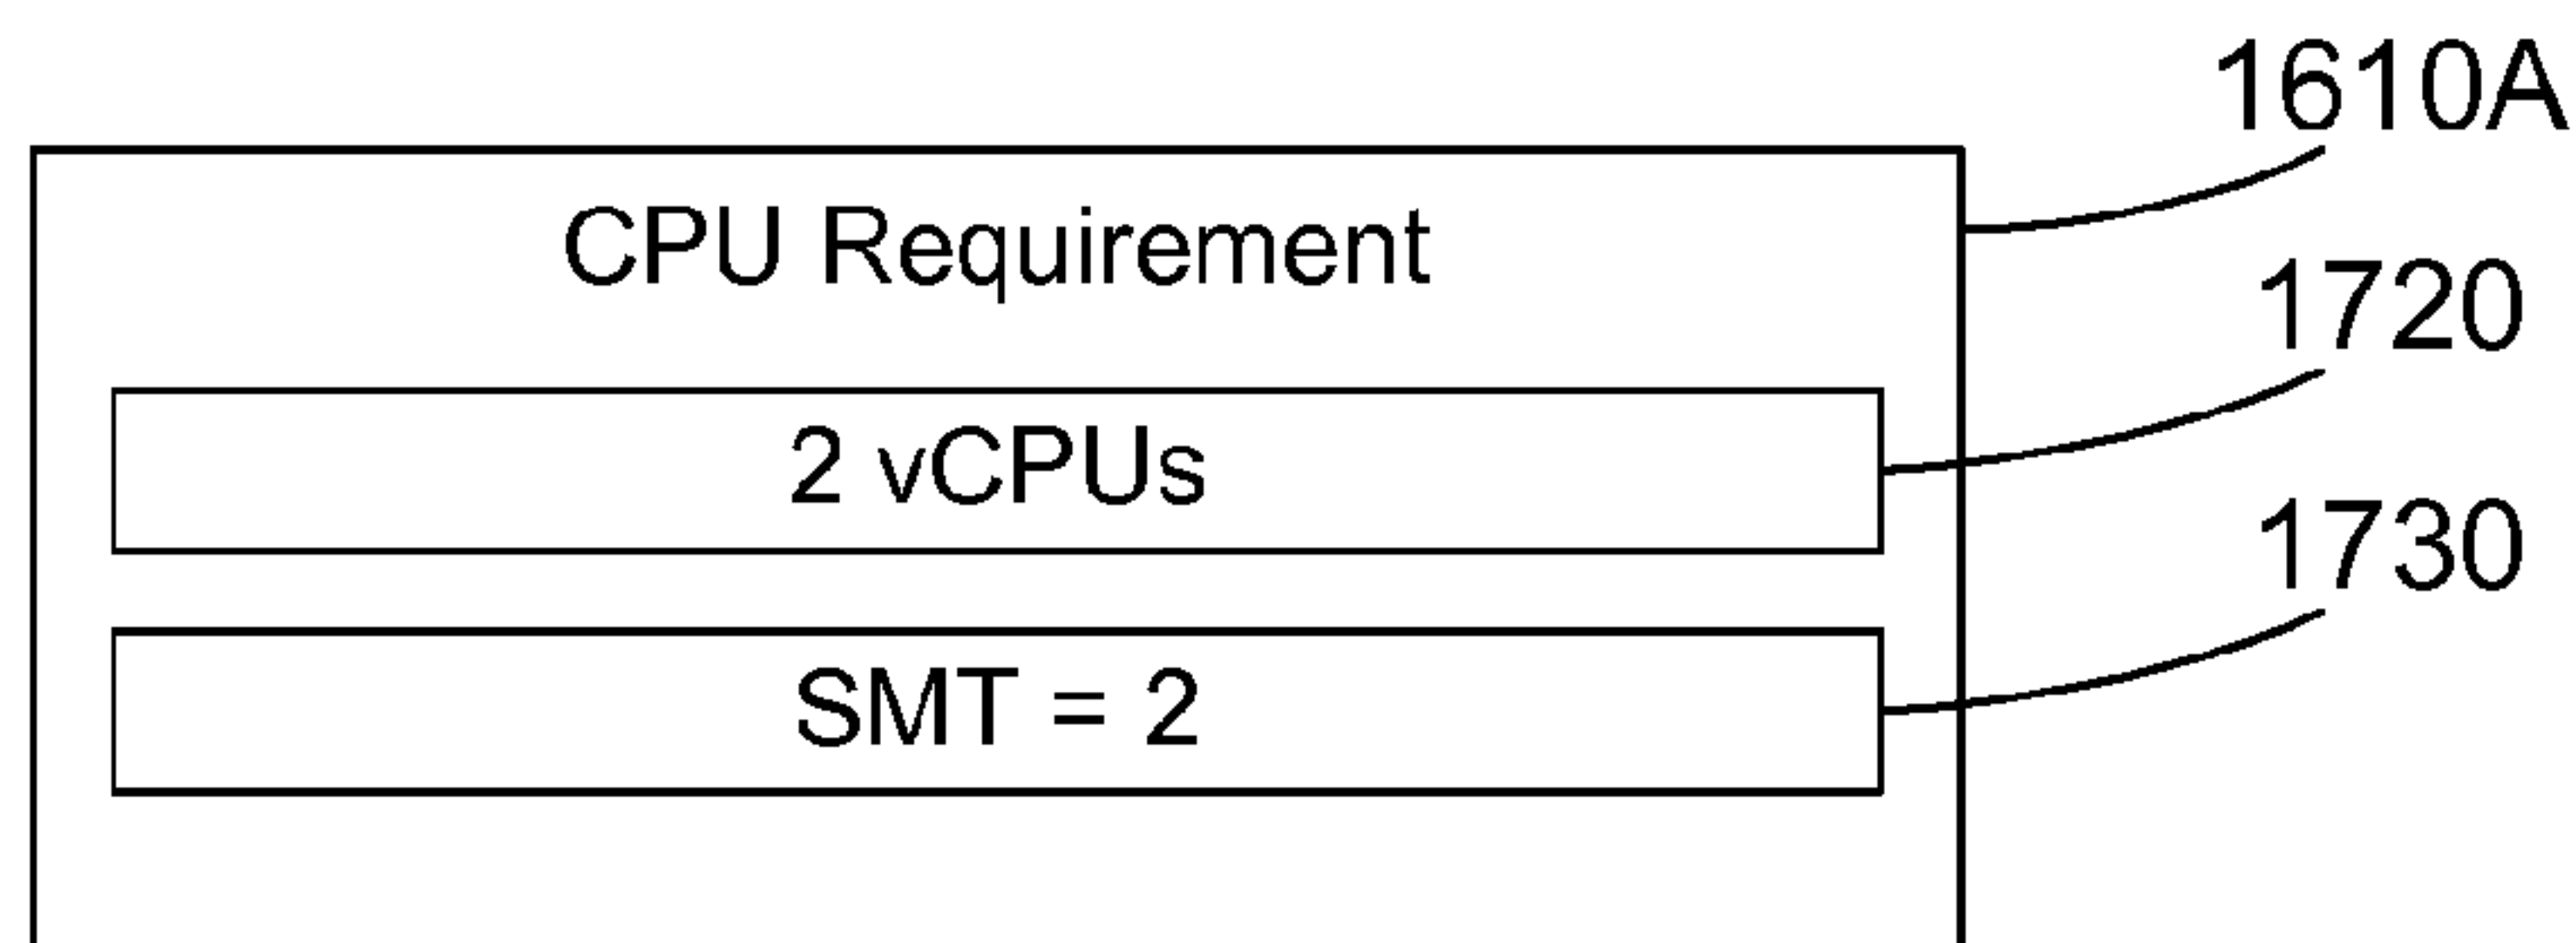 1610A
CPU Requirement
1720
2 vCPUs
1730
SMT = 2